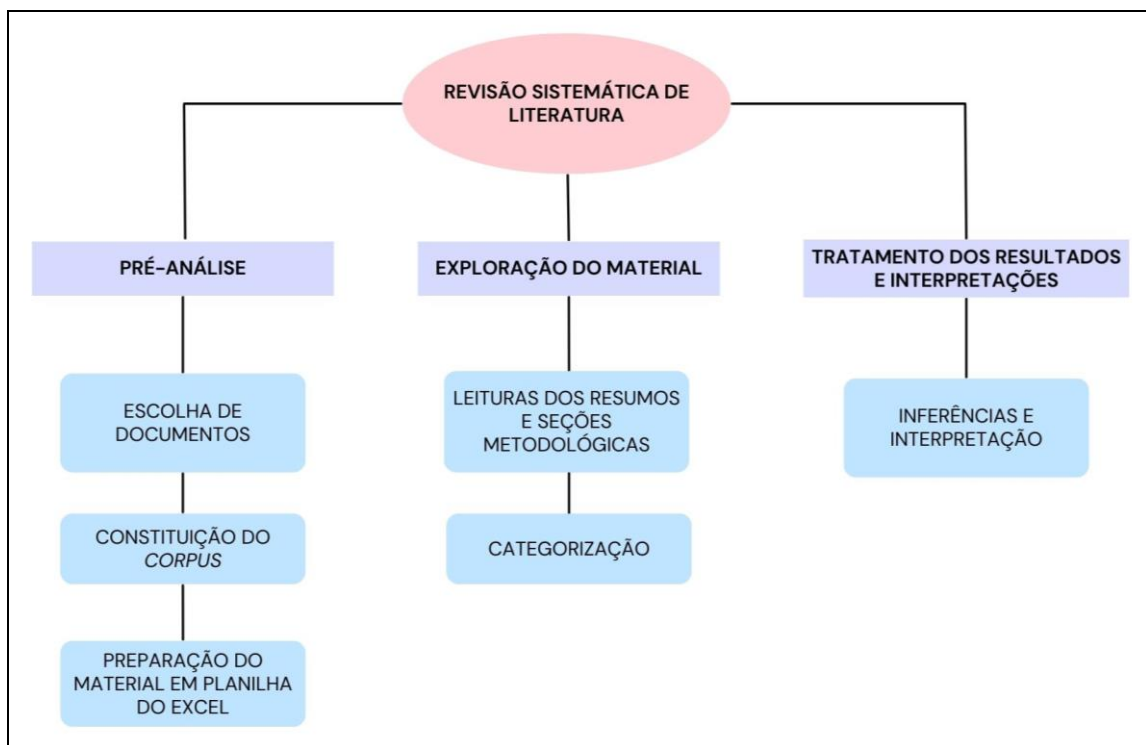 REVISÃO SISTEMÁTICA DE
LITERATURA
PRÉ-ANÁLISE
ESCOLHA DE
DOCUMENTOS
CONSTITUIÇÃO DO
CORPUS
PREPARAÇÃO DO
MATERIAL EM PLANILHA
DO EXCEL
EXPLORAÇÃO DO MATERIAL
LEITURAS DOS RESUMOS
E SEÇÕES
METODOLÓGICAS
CATEGORIZAÇÃO
TRATAMENTO DOS RESULTADOS
E INTERPRETAÇÕES
INFERÊNCIAS E
INTERPRETAÇÃO